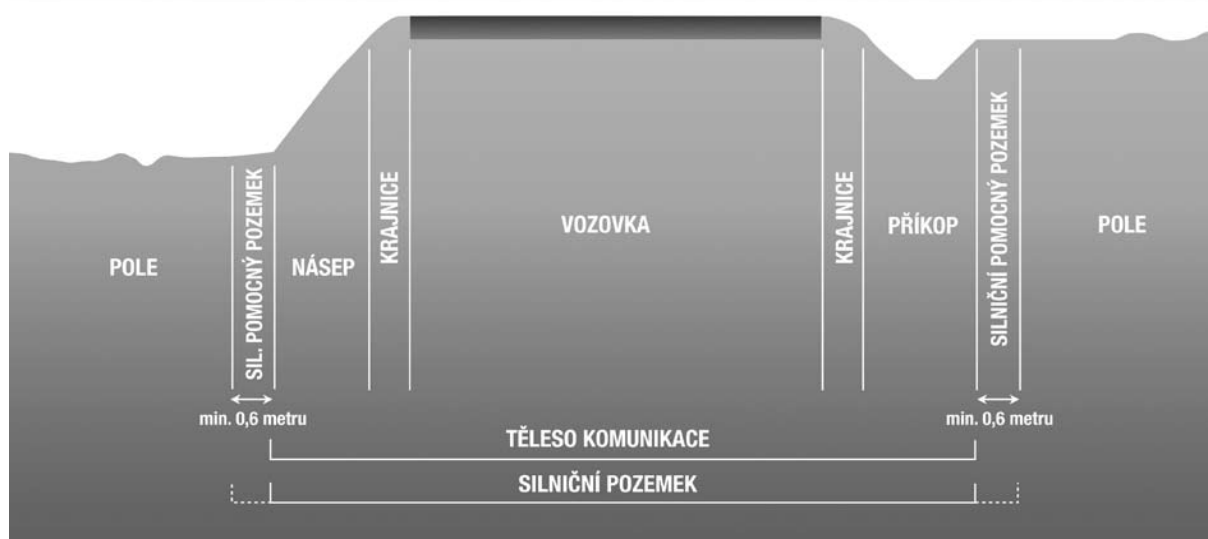 POLE
SIL. POMOCNÝ POZEMEK
NÁSEP
KRAJNICE
VOZOVKA
KRAJNICE
PŘÍKOP
SILNIČNÍ POMOCNÝ POZEMEK
POLE
min. 0,6 metru
min. 0,6 metru
TĚLESO KOMUNIKACE
SILNIČNÍ POZEMEK